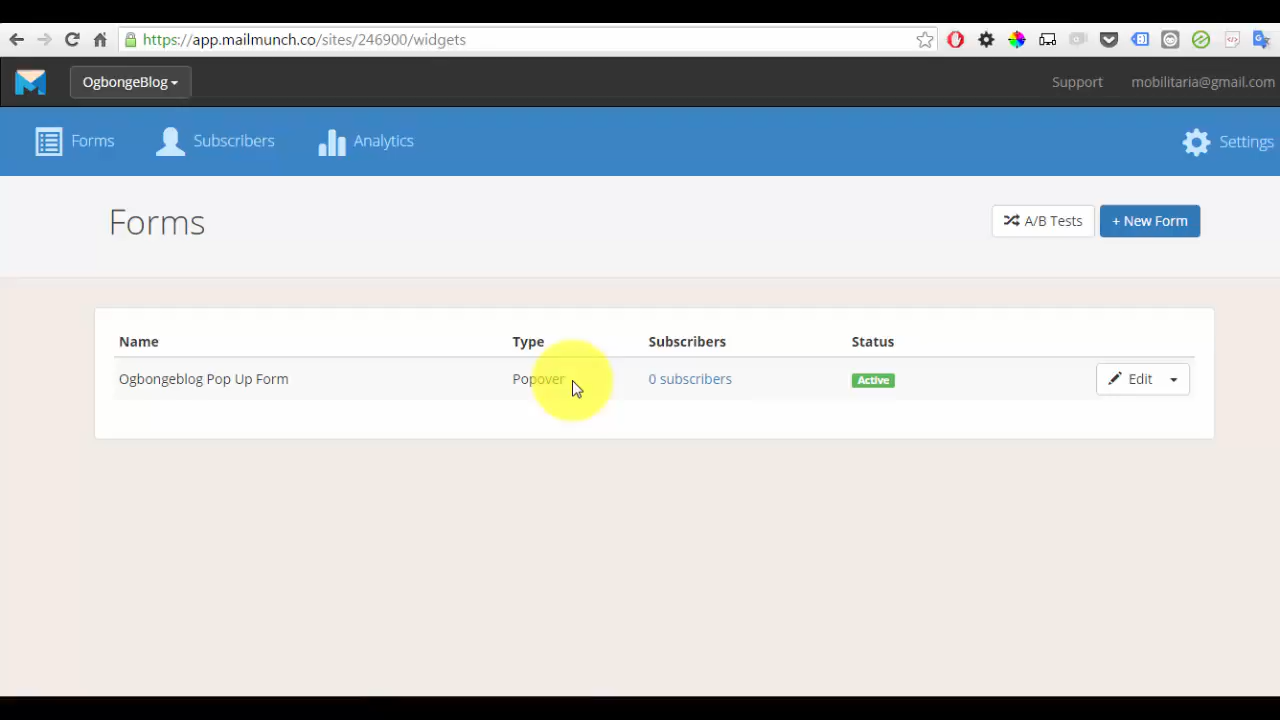 https://app.mailmunch.co/sites/246900/widgets
OgbongeBlog
Support
mobilitaria@gmail.com
Forms
Subscribers
Analytics
Settings
Forms
A/B Tests
+ New Form
Name
Type
Subscribers
Status
Ogbongeblog Pop Up Form
Popover
0 subscribers
Active
Edit